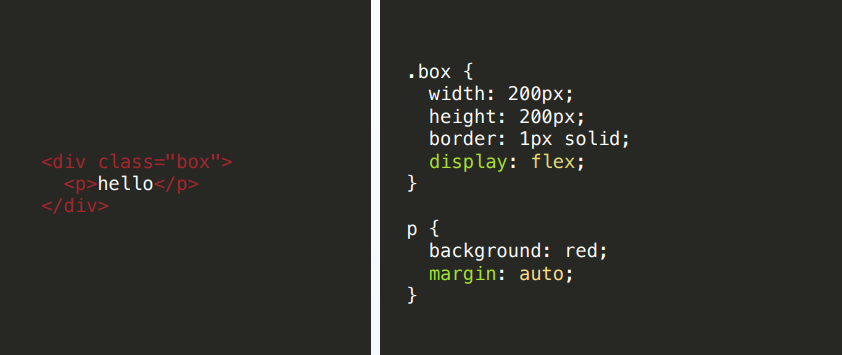 <div class="box">
  <p>hello</p>
</div>
.box {
  width: 200px;
  height: 200px;
  border: 1px solid;
  display: flex;
}
p {
  background: red;
  margin: auto;
}